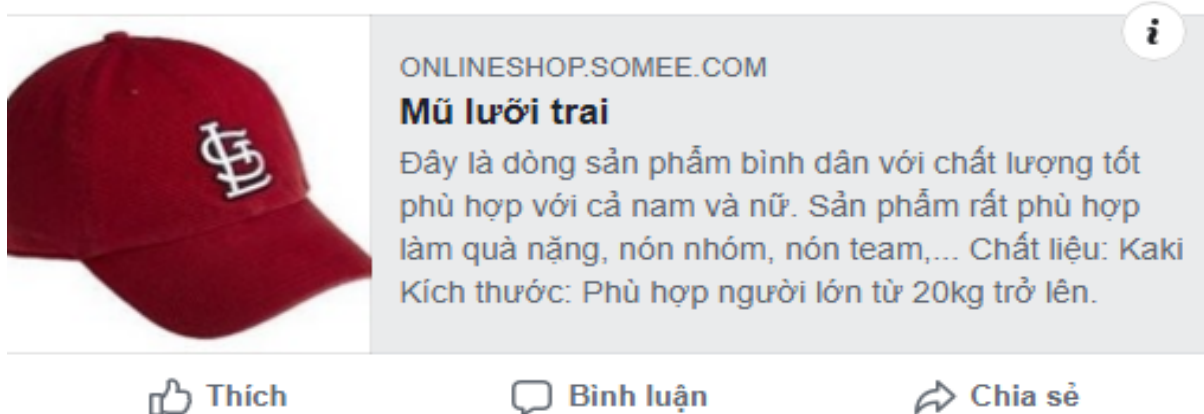 i
ONLINESHOP.SOMEE.COM
Mũ lưỡi trai
Đây là dòng sản phẩm bình dân với chất lượng tốt
phù hợp với cả nam và nữ. Sản phẩm rất phù hợp
làm quà nặng, nón nhóm, nón team,... Chất liệu: Kaki
Kích thước: Phù hợp người lớn từ 20kg trở lên.
STL
Thích Bình luận Chia sẻ